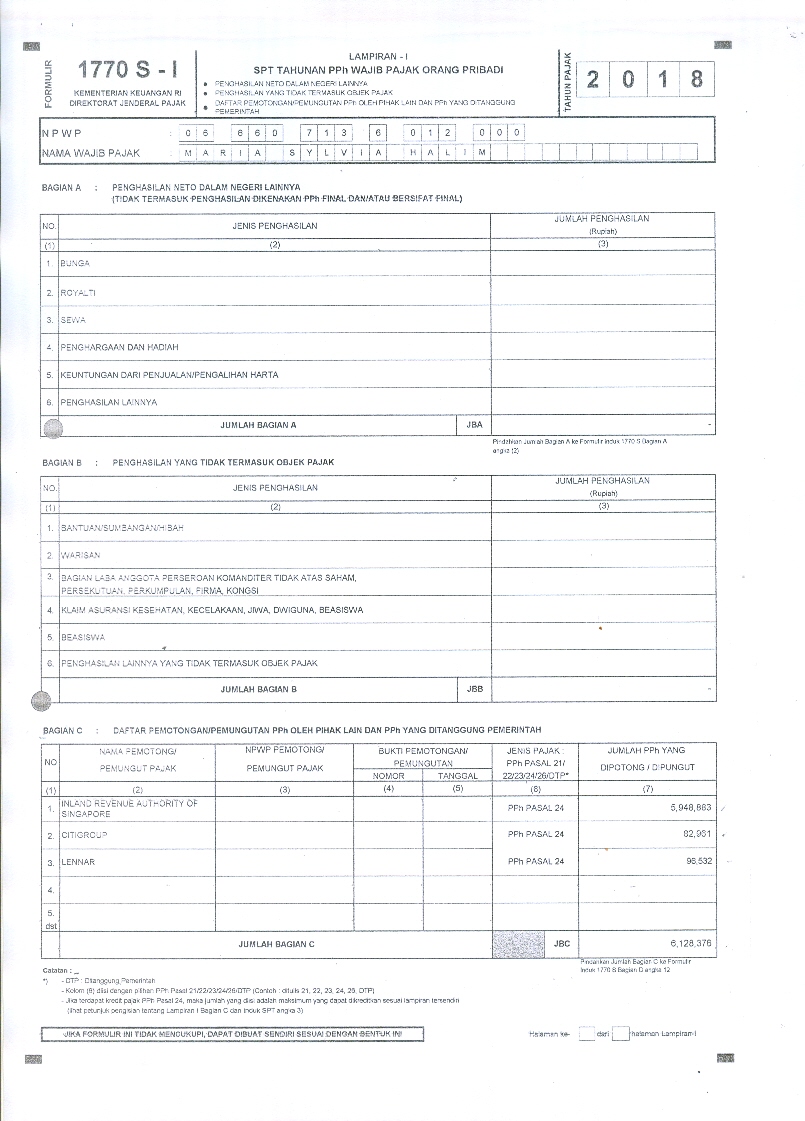 FORMULIR
1770 S - I
KEMENTERIAN KEUANGAN RI
DIREKTORAT JENDERAL PAJAK
LAMPIRAN - I
SPT TAHUNAN PPh WAJIB PAJAK ORANG PRIBADI
● PENGHASILAN NETO DALAM NEGERI LAINNYA
● PENGHASILAN YANG TIDAK TERMASUK OBJEK PAJAK
● DAFTAR PEMOTONGAN/PEMUNGUTAN PPh OLEH PIHAK LAIN DAN PPh YANG DITANGGUNG
PEMERINTAH
TAHUN PAJAK
2 0 1 8
N P W P : 0 6 6 6 0 7 1 3 6 0 1 2 0 0 0
NAMA WAJIB PAJAK : M A R I A S Y L V I A H A L I M
BAGIAN A : PENGHASILAN NETO DALAM NEGERI LAINNYA
(TIDAK TERMASUK PENGHASILAN DIKENAKAN PPh FINAL DAN/ATAU BERSIFAT FINAL)
NO. JENIS PENGHASILAN JUMLAH PENGHASILAN
(Rupiah)
(1) (2) (3)
1. BUNGA
2. ROYALTI
3. SEWA
4. PENGHARGAAN DAN HADIAH
5. KEUNTUNGAN DARI PENJUALAN/PENGALIHAN HARTA
6. PENGHASILAN LAINNYA
JUMLAH BAGIAN A JBA -
Pindahkan Jumlah Bagian A ke Formulir Induk 1770 S Bagian A
angka (2)
BAGIAN B : PENGHASILAN YANG TIDAK TERMASUK OBJEK PAJAK
NO. JENIS PENGHASILAN JUMLAH PENGHASILAN
(Rupiah)
(1) (2) (3)
1. BANTUAN/SUMBANGAN/HIBAH
2. WARISAN
3. BAGIAN LABA ANGGOTA PERSEROAN KOMANDITER TIDAK ATAS SAHAM,
PERSEKUTUAN, PERKUMPULAN, FIRMA, KONGSI
4. KLAIM ASURANSI KESEHATAN, KECELAKAAN, JIWA, DWIGUNA, BEASISWA
5. BEASISWA
6. PENGHASILAN LAINNYA YANG TIDAK TERMASUK OBJEK PAJAK
JUMLAH BAGIAN B JBB -
BAGIAN C : DAFTAR PEMOTONGAN/PEMUNGUTAN PPh OLEH PIHAK LAIN DAN PPh YANG DITANGGUNG PEMERINTAH
NO NAMA PEMOTONG/ PEMUNGUT PAJAK NPWP PEMOTONG/ PEMUNGUT PAJAK BUKTI PEMOTONGAN/ PEMUNGUTAN JENIS PAJAK : PPh PASAL 21/ 22/23/24/26/DTP* JUMLAH PPh YANG DIPOTONG / DIPUNGUT
NOMOR TANGGAL
(1) (2) (3) (4) (5) (6) (7)
1. INLAND REVENUE AUTHORITY OF SINGAPORE PPh PASAL 24 5,948,883
2. CITIGROUP PPh PASAL 24 82,961
3. LENNAR PPh PASAL 24 96,532
4.
5.
dst
JUMLAH BAGIAN C JBC 6,128,376
Pindahkan Jumlah Bagian C ke Formulir
Induk 1770 S Bagian D angka 12
Catatan :
*) - DTP : Ditanggung Pemerintah
- Kolom (6) diisi dengan pilihan PPh Pasal 21/22/23/24/26/DTP (Contoh : ditulis 21, 22, 23, 24, 26, DTP)
- Jika terdapat kredit pajak PPh Pasal 24, maka jumlah yang diisi adalah maksimum yang dapat dikreditkan sesuai lampiran tersendiri
(lihat petunjuk pengisian tentang Lampiran I Bagian C dan Induk SPT angka 3)
JIKA FORMULIR INI TIDAK MENCUKUPI, DAPAT DIBUAT SENDIRI SESUAI DENGAN BENTUK INI
Halaman ke- dari halaman Lampiran-I